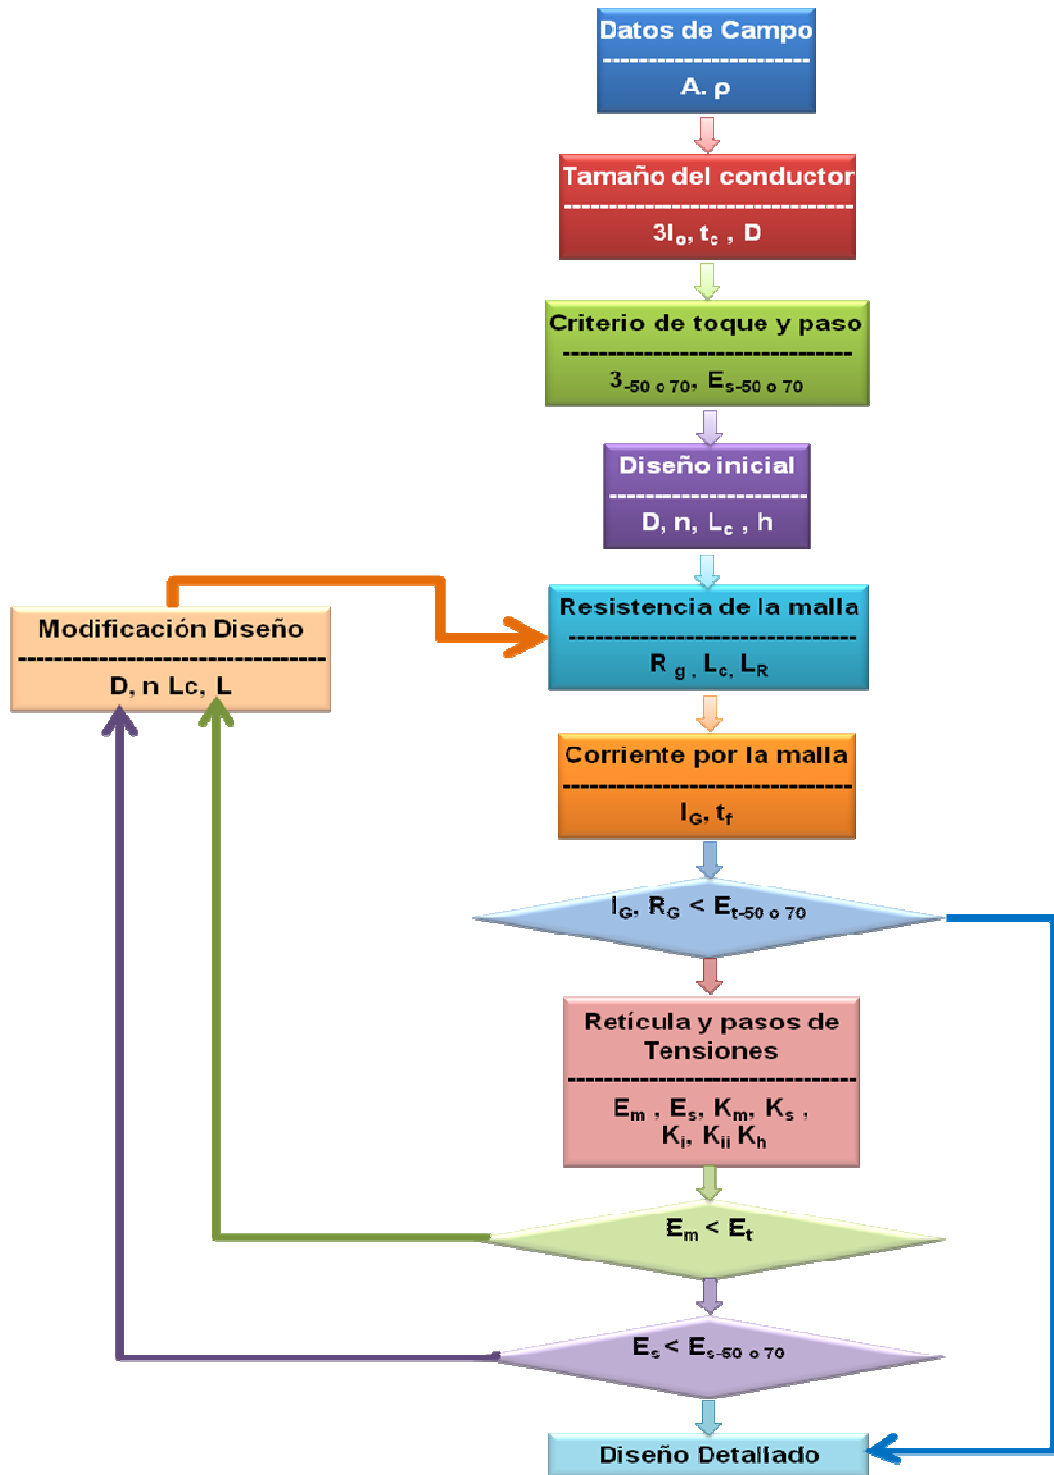 Datos de Campo
A. ρ
Tamaño del conductor
3Iₒ, t꜀ , D
Criterio de toque y paso
3-50 o 70, Es-50 o 70
Diseño inicial
D, n, Lc , h
Resistencia de la malla
R g , Lc, LR
Modificación Diseño
D, n Lc, L
Corriente por la malla
IG, tf
IG, RG < Et-50 o 70
Retícula y pasos de
Tensiones
Em , Es, Km, Ks ,
Ki, Kii Kh
Em < Et
Es < Es-50 o 70
Diseño Detallado